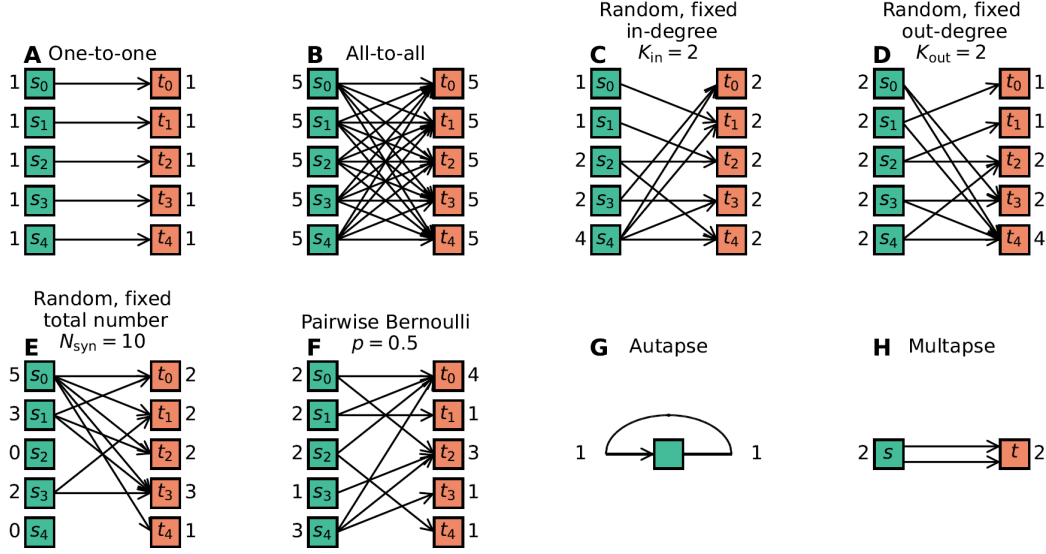 A One-to-one
1 s0 t0 1
1 s1 t1 1
1 s2 t2 1
1 s3 t3 1
1 s4 t4 1
B All-to-all
5 s0 t0 5
5 s1 t1 5
5 s2 t2 5
5 s3 t3 5
5 s4 t4 5
Random, fixed
in-degree
C Kin = 2
1 s0 t0 2
1 s1 t1 2
2 s2 t2 2
2 s3 t3 2
4 s4 t4 2
Random, fixed
out-degree
D Kout = 2
2 s0 t0 1
2 s1 t1 1
2 s2 t2 2
2 s3 t3 2
2 s4 t4 4
Random, fixed
total number
E Nsyn = 10
5 s0 t0 2
3 s1 t1 2
0 s2 t2 2
2 s3 t3 3
0 s4 t4 1
Pairwise Bernoulli
F p = 0.5
2 s0 t0 4
2 s1 t1 1
2 s2 t2 3
1 s3 t3 1
3 s4 t4 1
G Autapse
1 1
H Multapse
2 s t 2